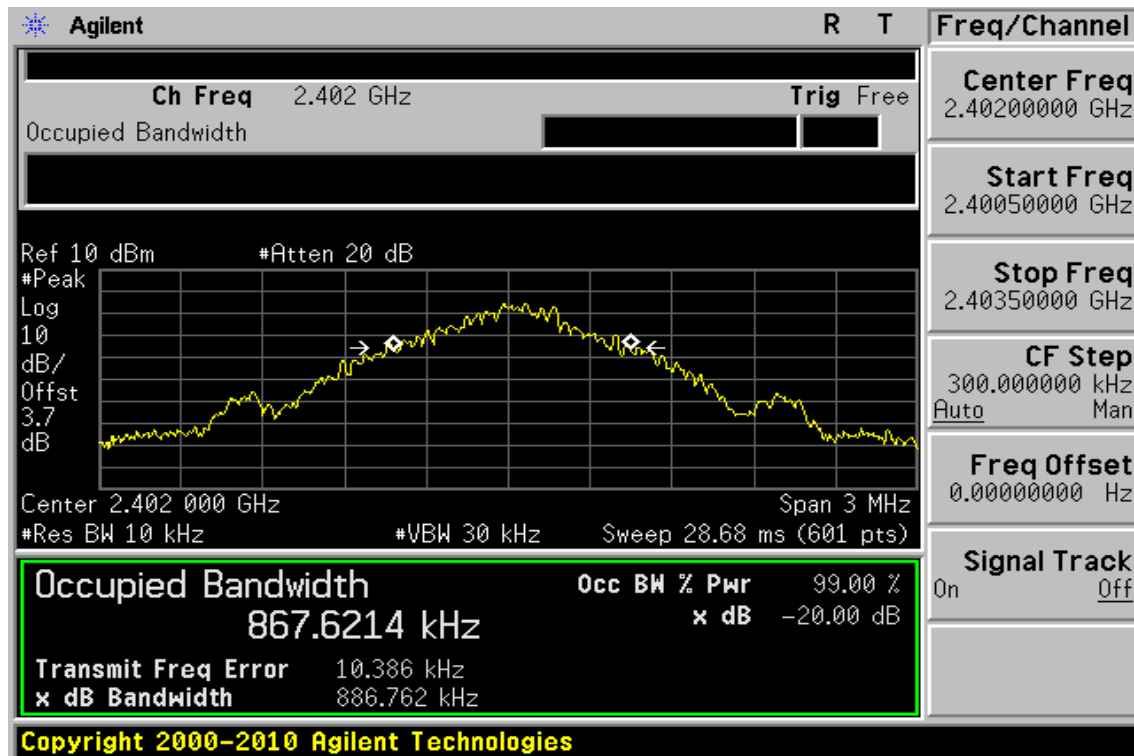 Agilent R T
Freq/Channel
Ch Freq 2.402 GHz Trig Free
Occupied Bandwidth
Center Freq
2.40200000 GHz
Start Freq
2.40050000 GHz
Stop Freq
2.40350000 GHz
CF Step
300.000000 kHz
Auto Man
Freq Offset
0.00000000 Hz
Signal Track
On Off
Ref 10 dBm #Atten 20 dB
#Peak
Log
10
dB/
Offst
3.7
dB
Center 2.402 000 GHz Span 3 MHz
#Res BW 10 kHz #VBW 30 kHz Sweep 28.68 ms (601 pts)
Occupied Bandwidth Occ BW % Pwr 99.00 %
867.6214 kHz x dB -20.00 dB
Transmit Freq Error 10.386 kHz
x dB Bandwidth 886.762 kHz
Copyright 2000-2010 Agilent Technologies